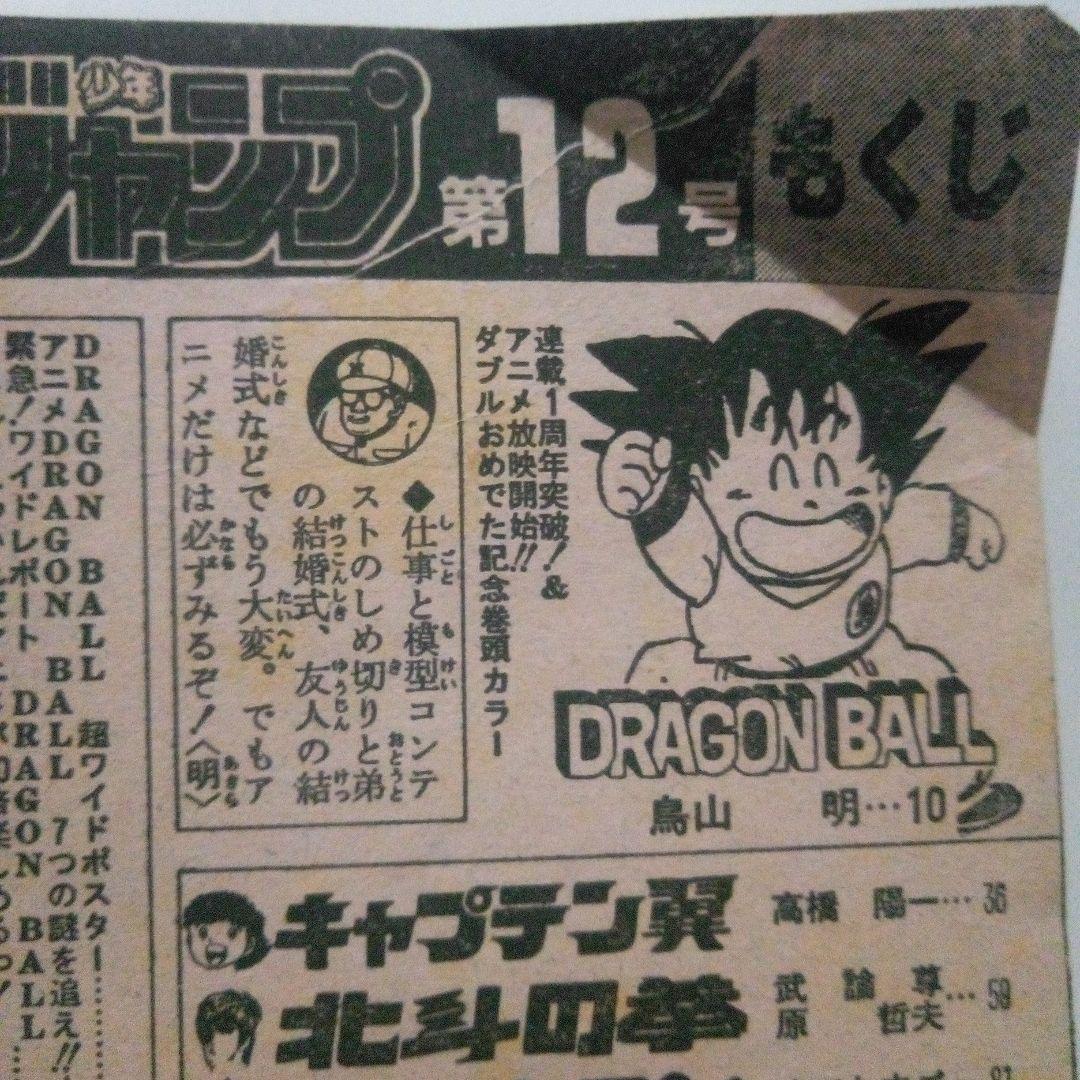 少年
ジャンプ
第12号
もくじ
連載1周年突破!&
アニメ放映開始!!
ダブルおめでた記念巻頭カラー
DRAGON BALL
鳥山 明…10
◆仕事と模型コンテ
ストのしめ切りと弟
の結婚式、友人の結
婚式などでもう大変。でもア
ニメだけは必ずみるぞ!〈明〉
DRAGON BALL 超ワイドポスター……
アニメDRAGON BALL 7つの謎を追え!!
緊急!ワイドレポート DRAGON BALL…
キャプテン翼 高橋 陽一…36
北斗の拳 武論尊
原哲夫…59